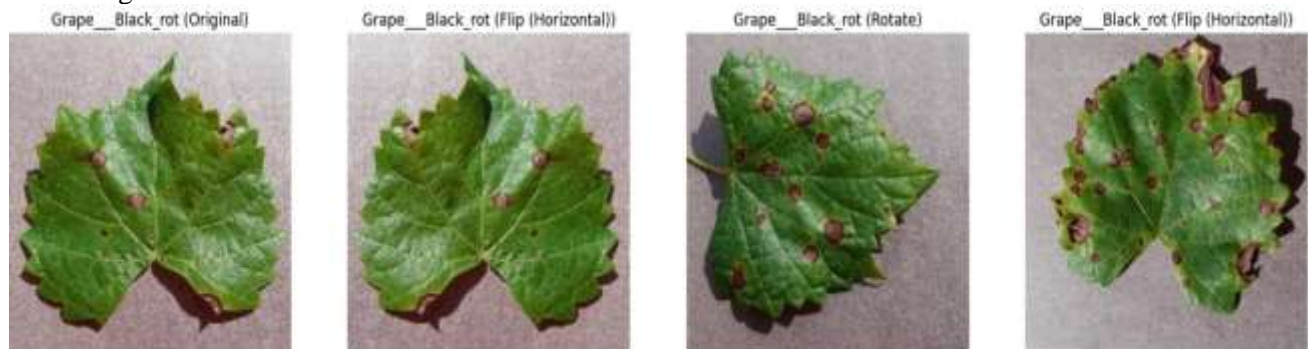 Grape___Black_rot (Original)
Grape___Black_rot (Flip (Horizontal))
Grape___Black_rot (Rotate)
Grape___Black_rot (Flip (Horizontal))